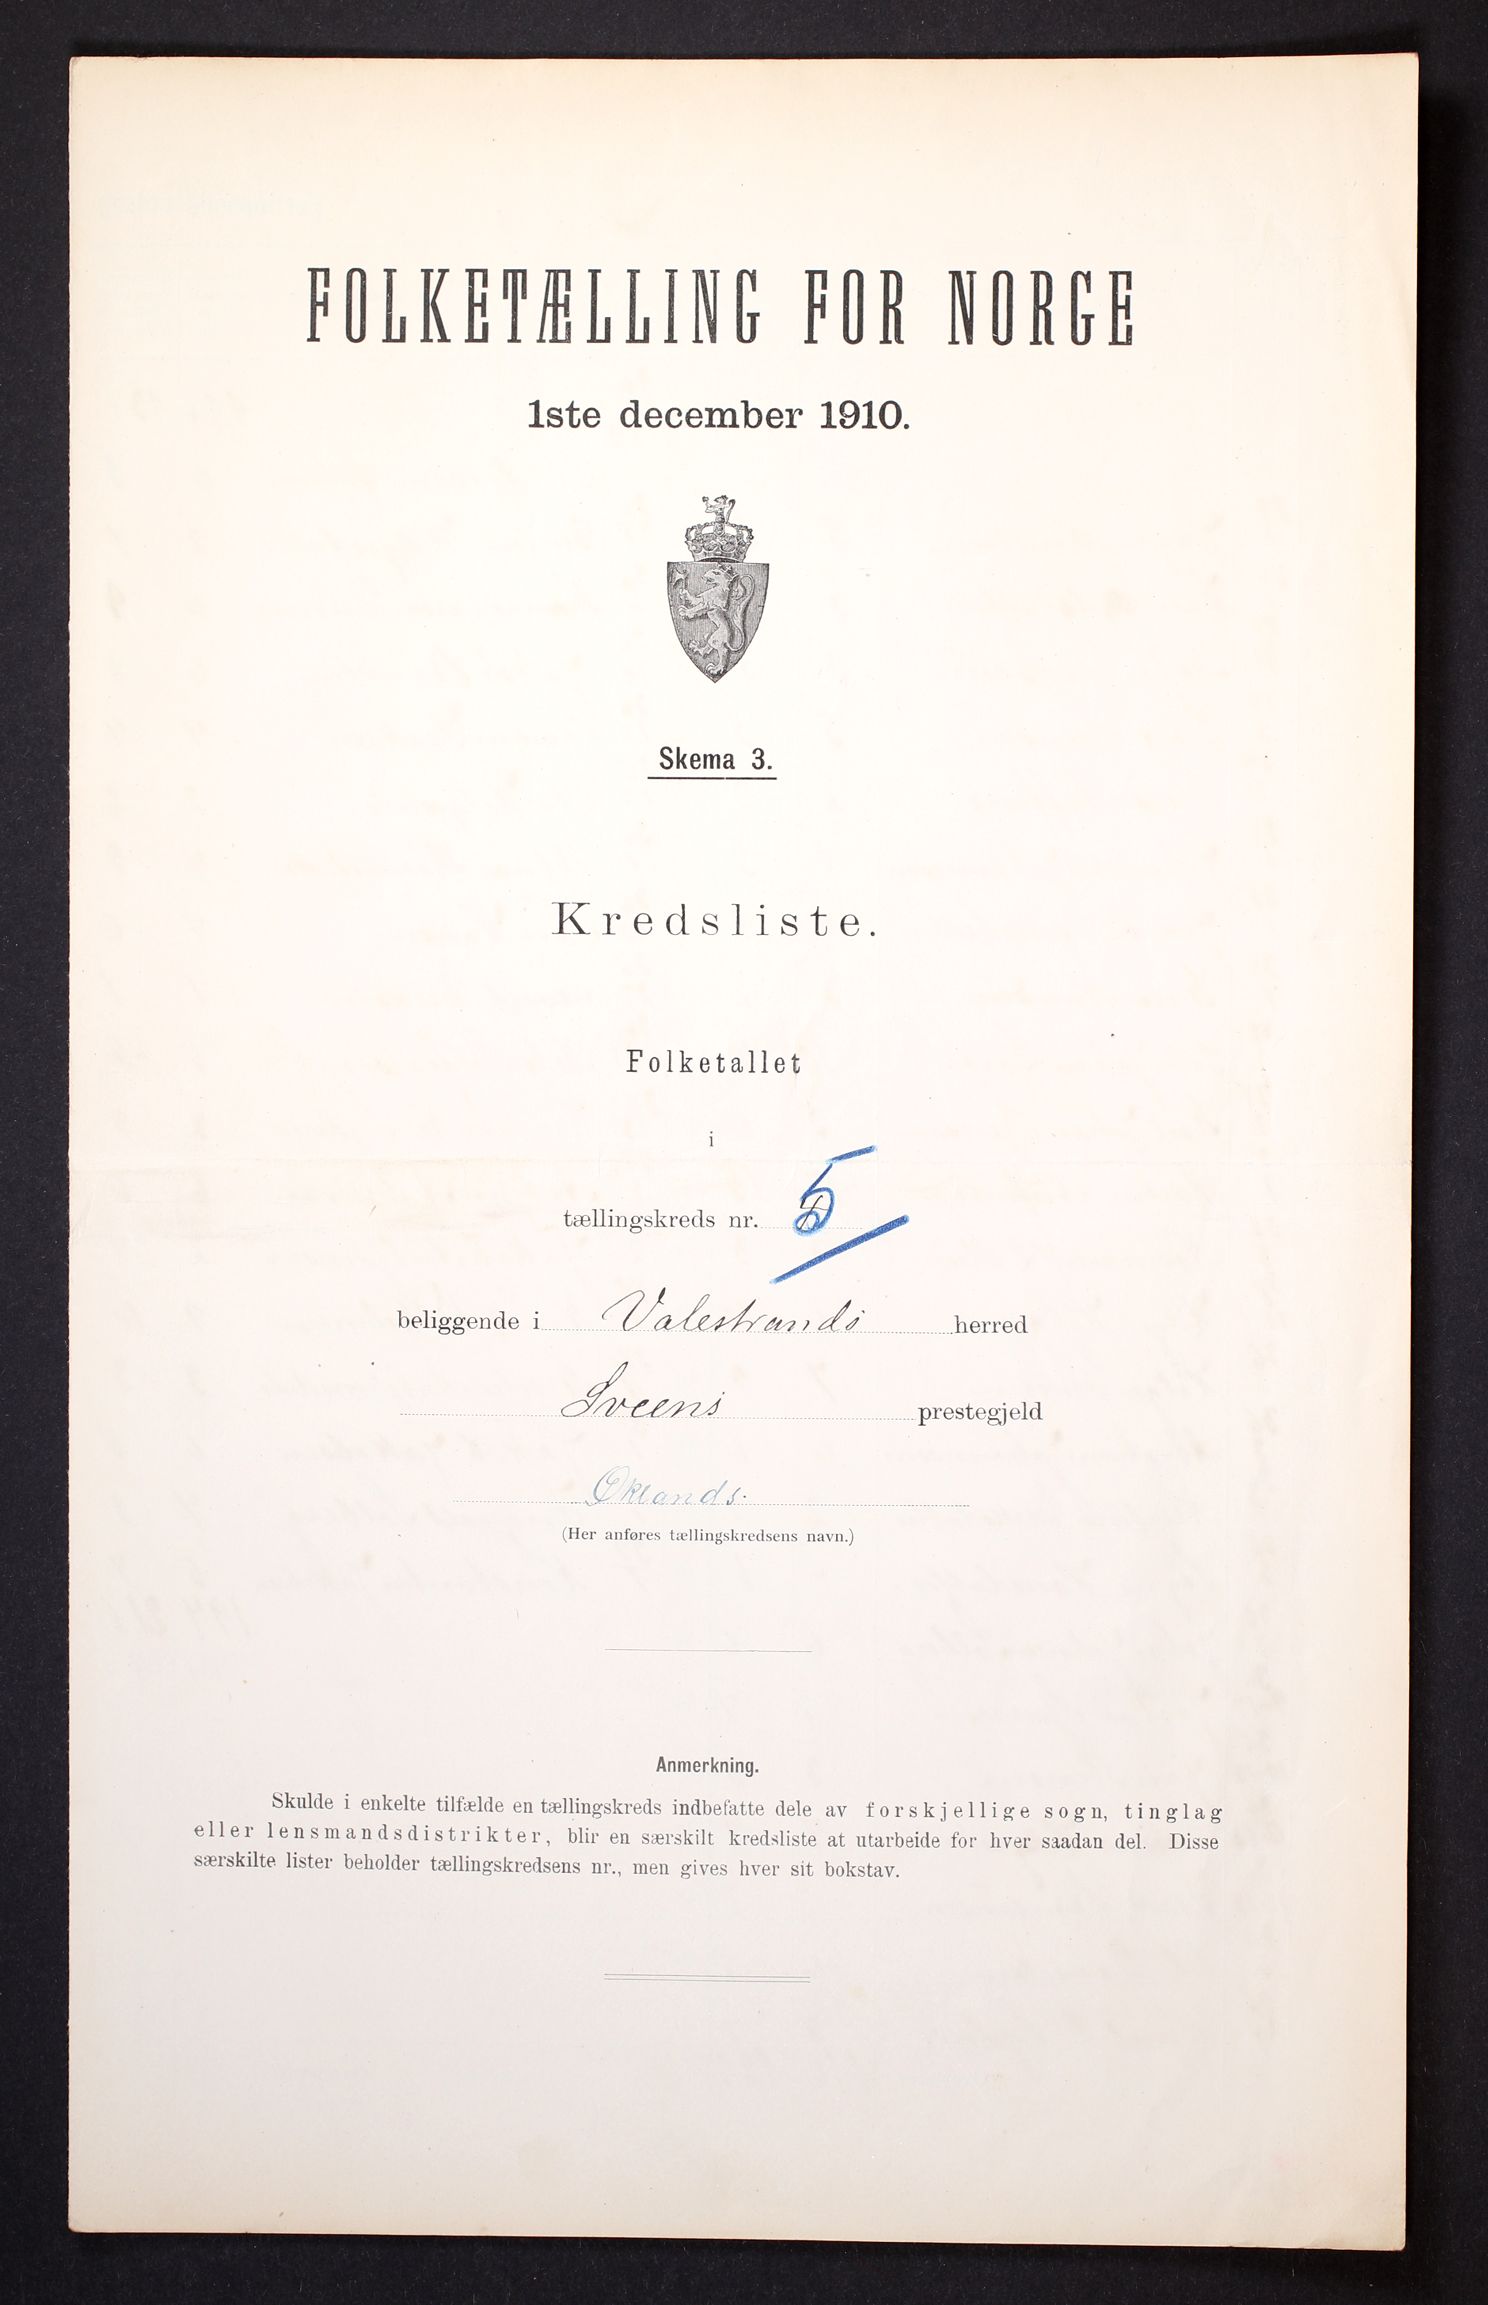 FOLKETÆLLING FOR NORGE
1ste december 1910.
Skema 3.
Kredsliste.
Folketallet
i
tællingskreds nr. 5
beliggende i Valestrands herred
Sveens prestegjeld
Øklands.
(Her anføres tællingskredsens navn.)
Anmerkning.
Skulde i enkelte tilfælde en tællingskreds indbefatte dele av forskjellige sogn, tinglag
eller lensmandsdistrikter, blir en særskilt kredsliste at utarbeide for hver saadan del. Disse
særskilte lister beholder tællingskredsens nr., men gives hver sit bokstav.